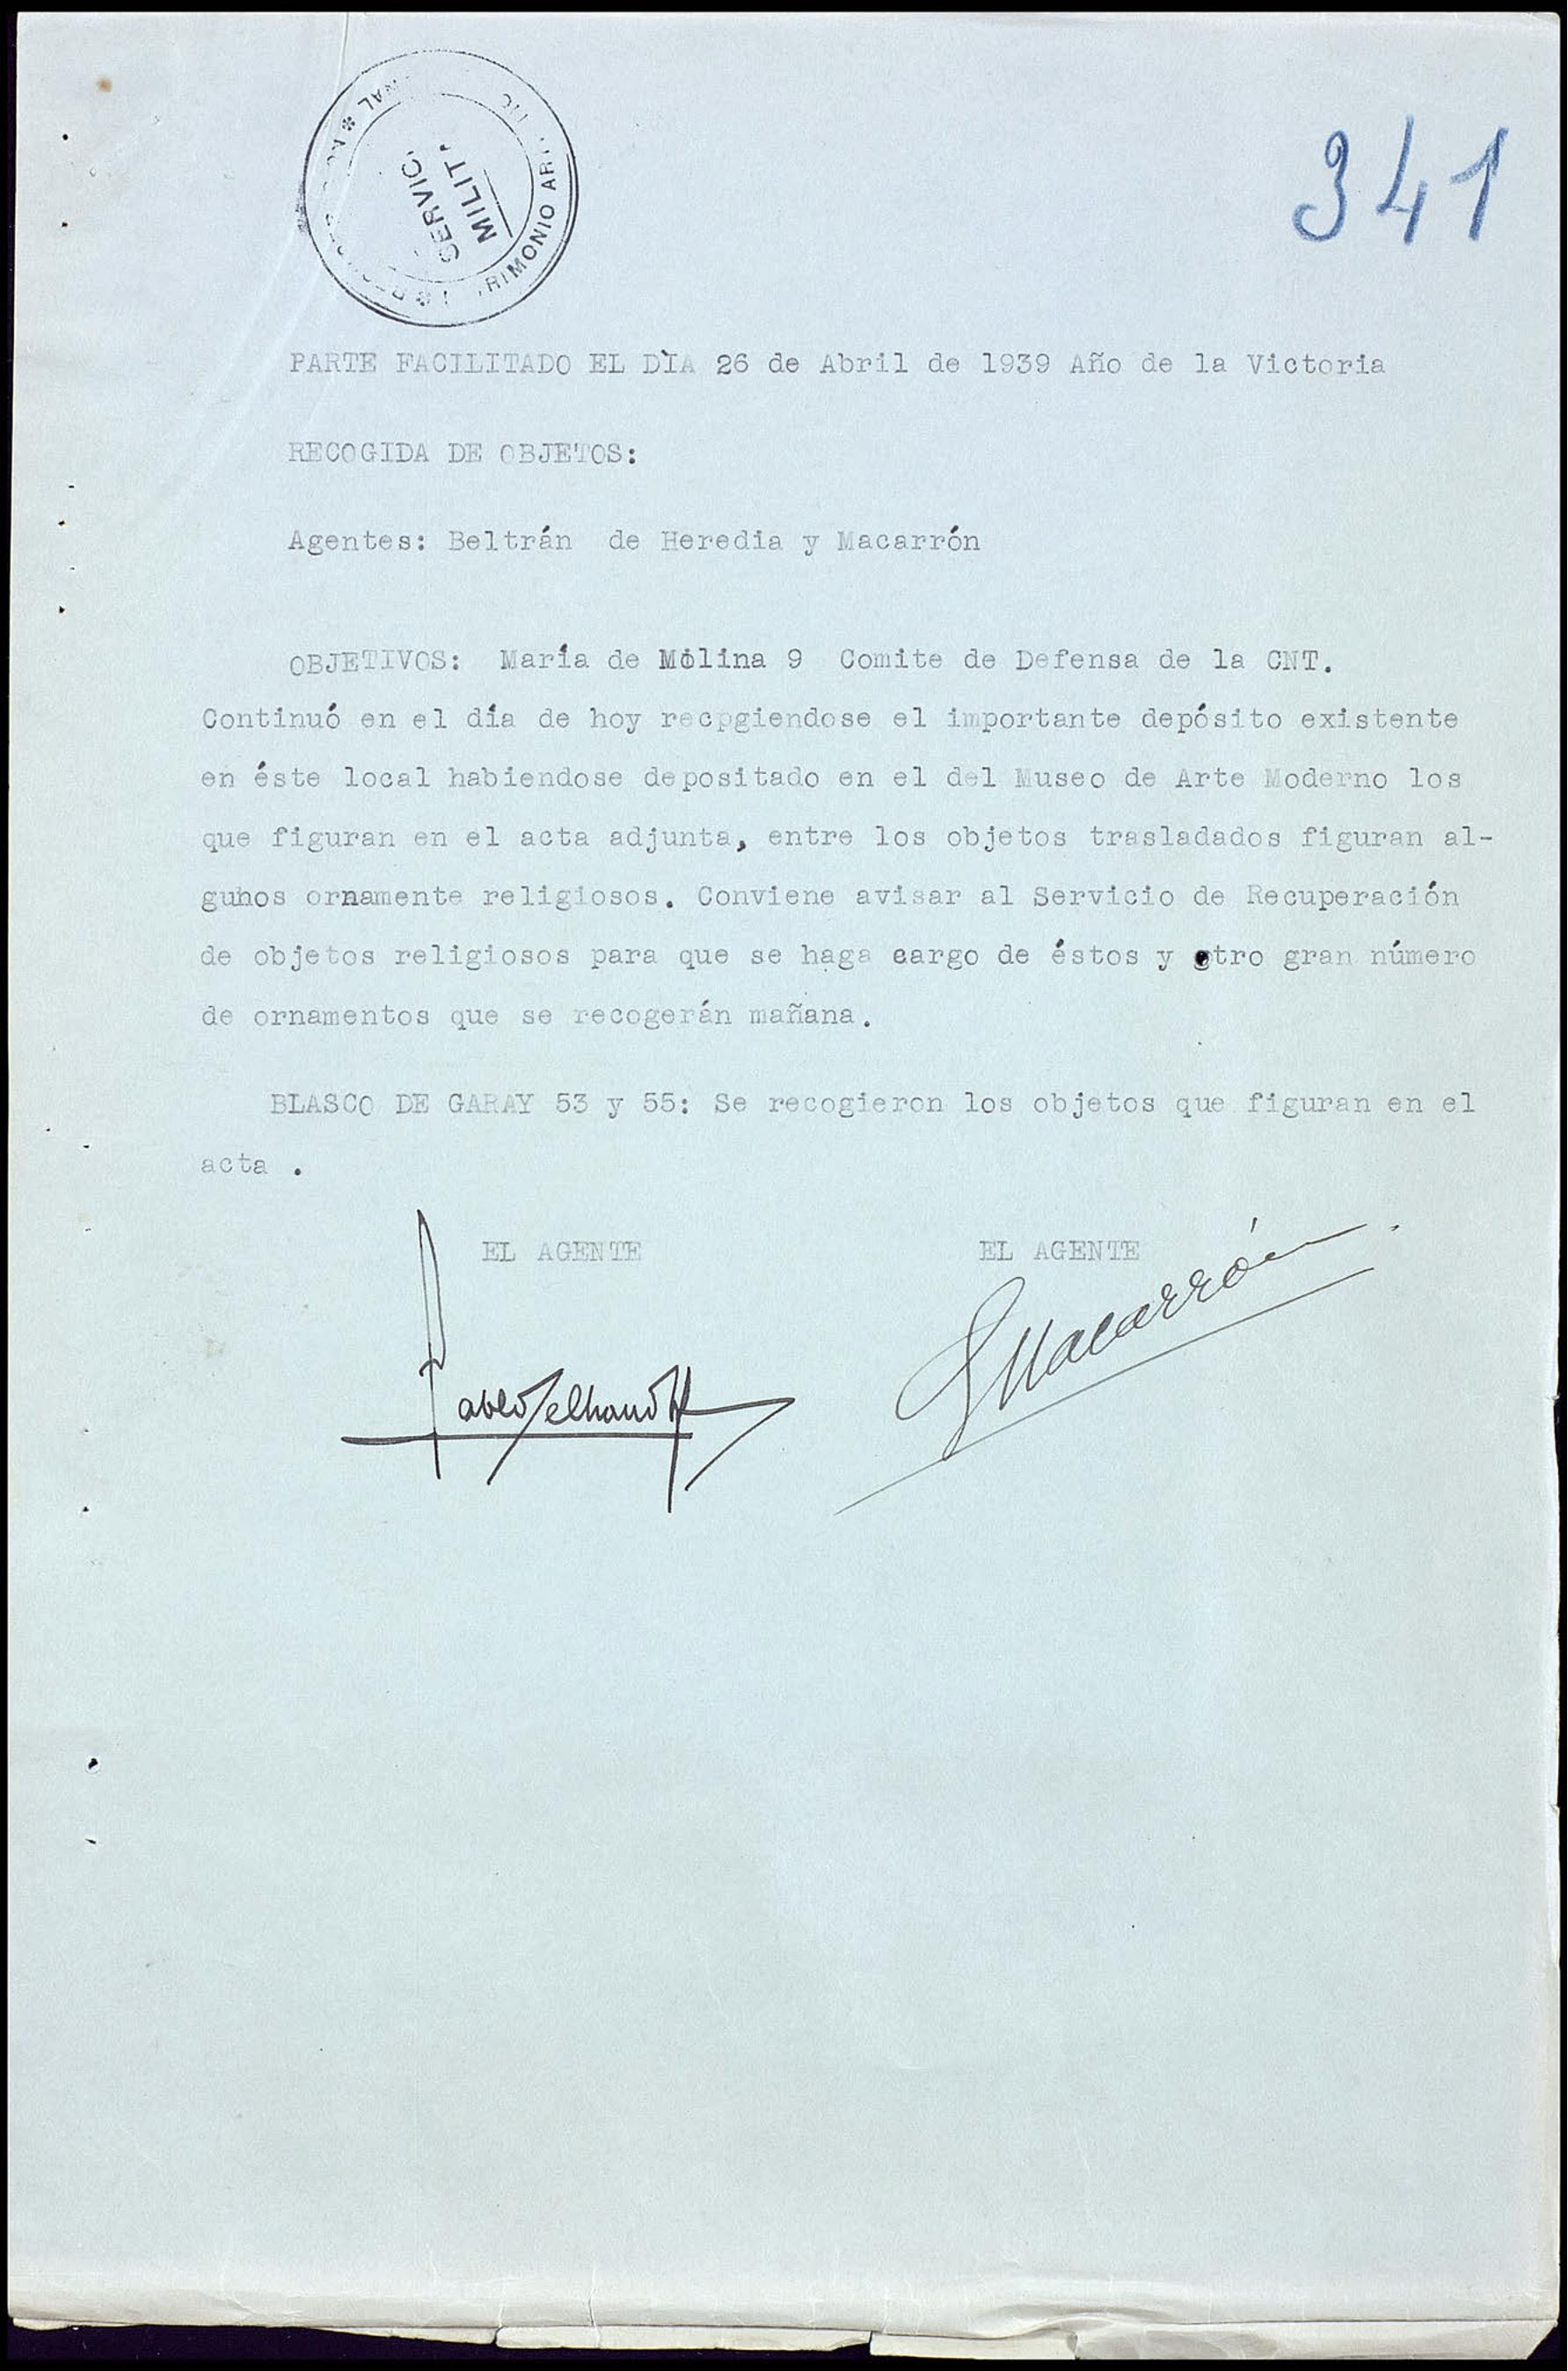 341
SERVIC.
MILIT.
PARTE FACILITADO EL DÌA 26 de Abril de 1939 Año de la Victoria
RECOGIDA DE OBJETOS:
Agentes: Beltrán de Heredia y Macarrón
OBJETIVOS: María de Molina 9 Comite de Defensa de la CNT.
Continuó en el día de hoy recpgiendose el importante depósito existente
en éste local habiendose depositado en el del Museo de Arte Moderno los
que figuran en el acta adjunta, entre los objetos trasladados figuran al-
guhos ornamente religiosos. Conviene avisar al Servicio de Recuperación
de objetos religiosos para que se haga cargo de éstos y otro gran número
de ornamentos que se recogerán mañana.
BLASCO DE GARAY 53 y 55: Se recogieron los objetos que figuran en el
acta .
EL AGENTE EL AGENTE
Macarrón